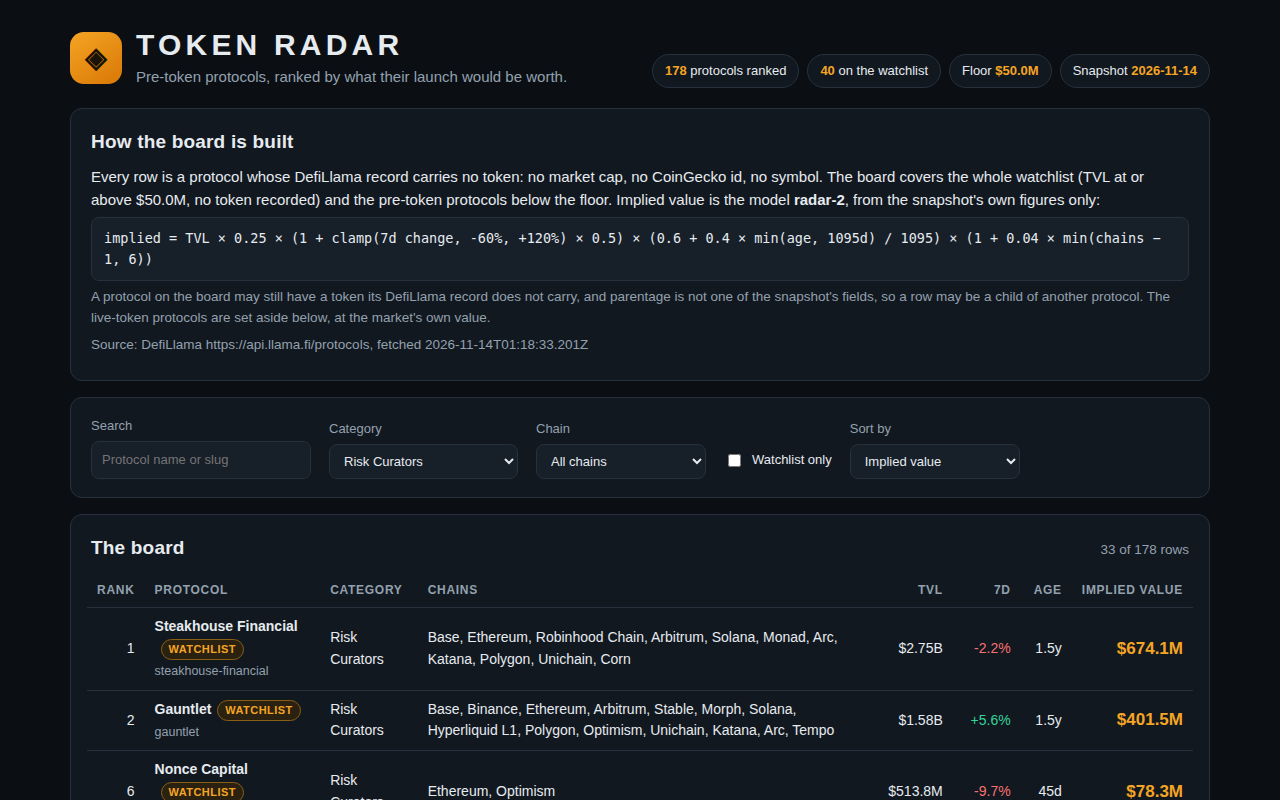 TOKEN RADAR
Pre-token protocols, ranked by what their launch would be worth.
178 protocols ranked
40 on the watchlist
Floor $50.0M
Snapshot 2026-11-14
How the board is built
Every row is a protocol whose DefiLlama record carries no token: no market cap, no CoinGecko id, no symbol. The board covers the whole watchlist (TVL at or
above $50.0M, no token recorded) and the pre-token protocols below the floor. Implied value is the model radar-2, from the snapshot's own figures only:
implied = TVL × 0.25 × (1 + clamp(7d change, -60%, +120%) × 0.5) × (0.6 + 0.4 × min(age, 1095d) / 1095) × (1 + 0.04 × min(chains −
1, 6))
A protocol on the board may still have a token its DefiLlama record does not carry, and parentage is not one of the snapshot's fields, so a row may be a child of another protocol. The
live-token protocols are set aside below, at the market's own value.
Source: DefiLlama https://api.llama.fi/protocols, fetched 2026-11-14T01:18:33.201Z
Search
Category
Chain
Sort by
Protocol name or slug
Risk Curators
All chains
Watchlist only
Implied value
The board
33 of 178 rows
RANK PROTOCOL CATEGORY CHAINS TVL 7D AGE IMPLIED VALUE
1
Steakhouse Financial
WATCHLIST
steakhouse-financial
Risk
Curators
Base, Ethereum, Robinhood Chain, Arbitrum, Solana, Monad, Arc,
Katana, Polygon, Unichain, Corn
$2.75B
-2.2%
1.5y
$674.1M
2
Gauntlet WATCHLIST
gauntlet
Risk
Curators
Base, Binance, Ethereum, Arbitrum, Stable, Morph, Solana,
Hyperliquid L1, Polygon, Optimism, Unichain, Katana, Arc, Tempo
$1.58B
+5.6%
1.5y
$401.5M
6
Nonce Capital
WATCHLIST
Risk
Curators
Ethereum, Optimism
$513.8M
-9.7%
45d
$78.3M